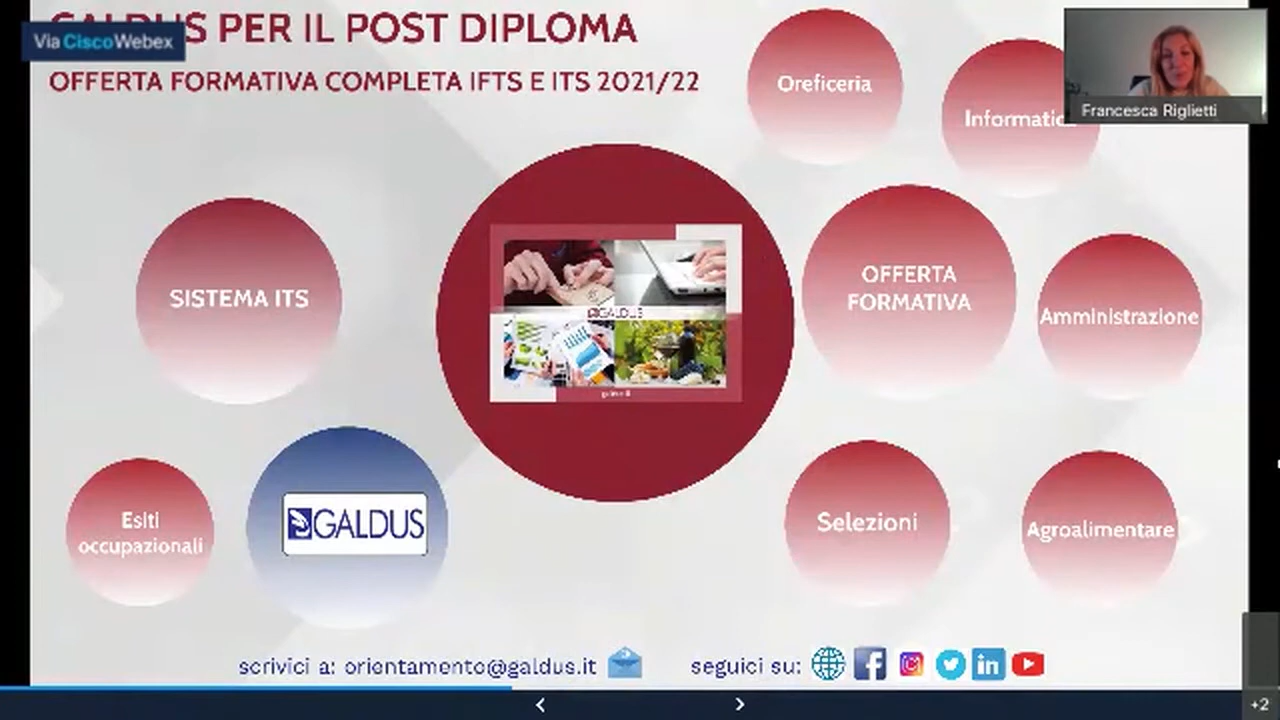 GALDUS PER IL POST DIPLOMA
Via Cisco Webex
OFFERTA FORMATIVA COMPLETA IFTS E ITS 2021/22
Oreficeria
Informatic
Francesca Riglietti
SISTEMA ITS
GALDUS
OFFERTA
FORMATIVA
Amministrazione
Esiti
occupazionali
GALDUS
Selezioni
Agroalimentare
scrivici a: orientamento@galdus.it
seguici su:
+2